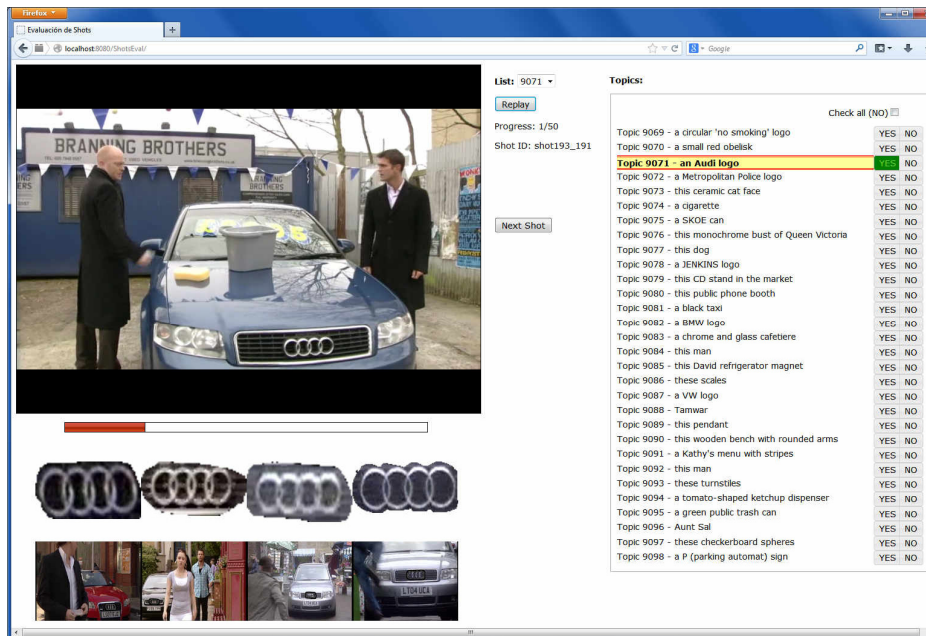 Firefox
Evaluación de Shots
localhost:8080/ShotsEval/
Google
List: 9071
Replay
Progress: 1/50
Shot ID: shot193_191
Next Shot
BRANNING BROTHERS
BRANNING
BROTHERS
LT04 UCA
Topics:
Check all (NO)
Topic 9069 - a circular 'no smoking' logo YES NO
Topic 9070 - a small red obelisk YES NO
Topic 9071 - an Audi logo YES NO
Topic 9072 - a Metropolitan Police logo YES NO
Topic 9073 - this ceramic cat face YES NO
Topic 9074 - a cigarette YES NO
Topic 9075 - a SKOE can YES NO
Topic 9076 - this monochrome bust of Queen Victoria YES NO
Topic 9077 - this dog YES NO
Topic 9078 - a JENKINS logo YES NO
Topic 9079 - this CD stand in the market YES NO
Topic 9080 - this public phone booth YES NO
Topic 9081 - a black taxi YES NO
Topic 9082 - a BMW logo YES NO
Topic 9083 - a chrome and glass cafetiere YES NO
Topic 9084 - this man YES NO
Topic 9085 - this David refrigerator magnet YES NO
Topic 9086 - these scales YES NO
Topic 9087 - a VW logo YES NO
Topic 9088 - Tamwar YES NO
Topic 9089 - this pendant YES NO
Topic 9090 - this wooden bench with rounded arms YES NO
Topic 9091 - a Kathy's menu with stripes YES NO
Topic 9092 - this man YES NO
Topic 9093 - these turnstiles YES NO
Topic 9094 - a tomato-shaped ketchup dispenser YES NO
Topic 9095 - a green public trash can YES NO
Topic 9096 - Aunt Sal YES NO
Topic 9097 - these checkerboard spheres YES NO
Topic 9098 - a P (parking automat) sign YES NO